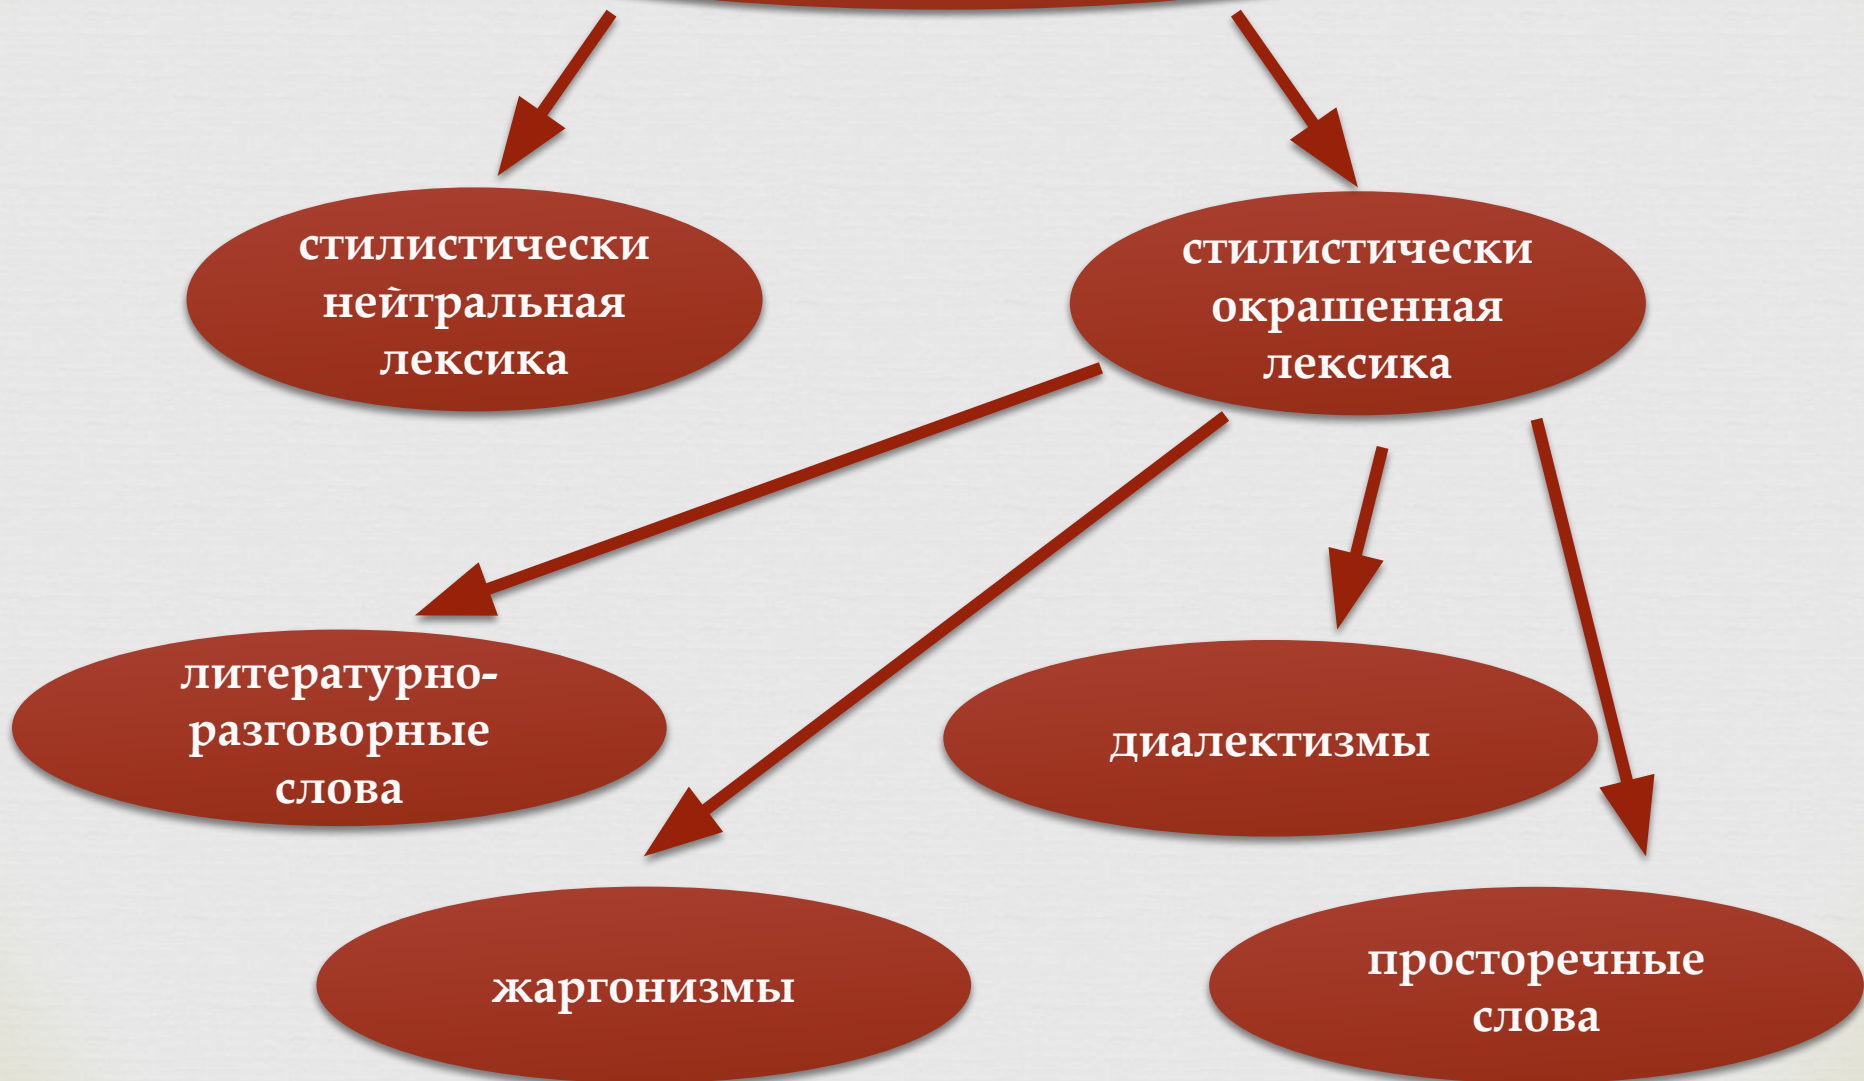 стилистически
нейтральная
лексика
стилистически
окрашенная
лексика
литературно-
разговорные
слова
диалектизмы
жаргонизмы
просторечные
слова